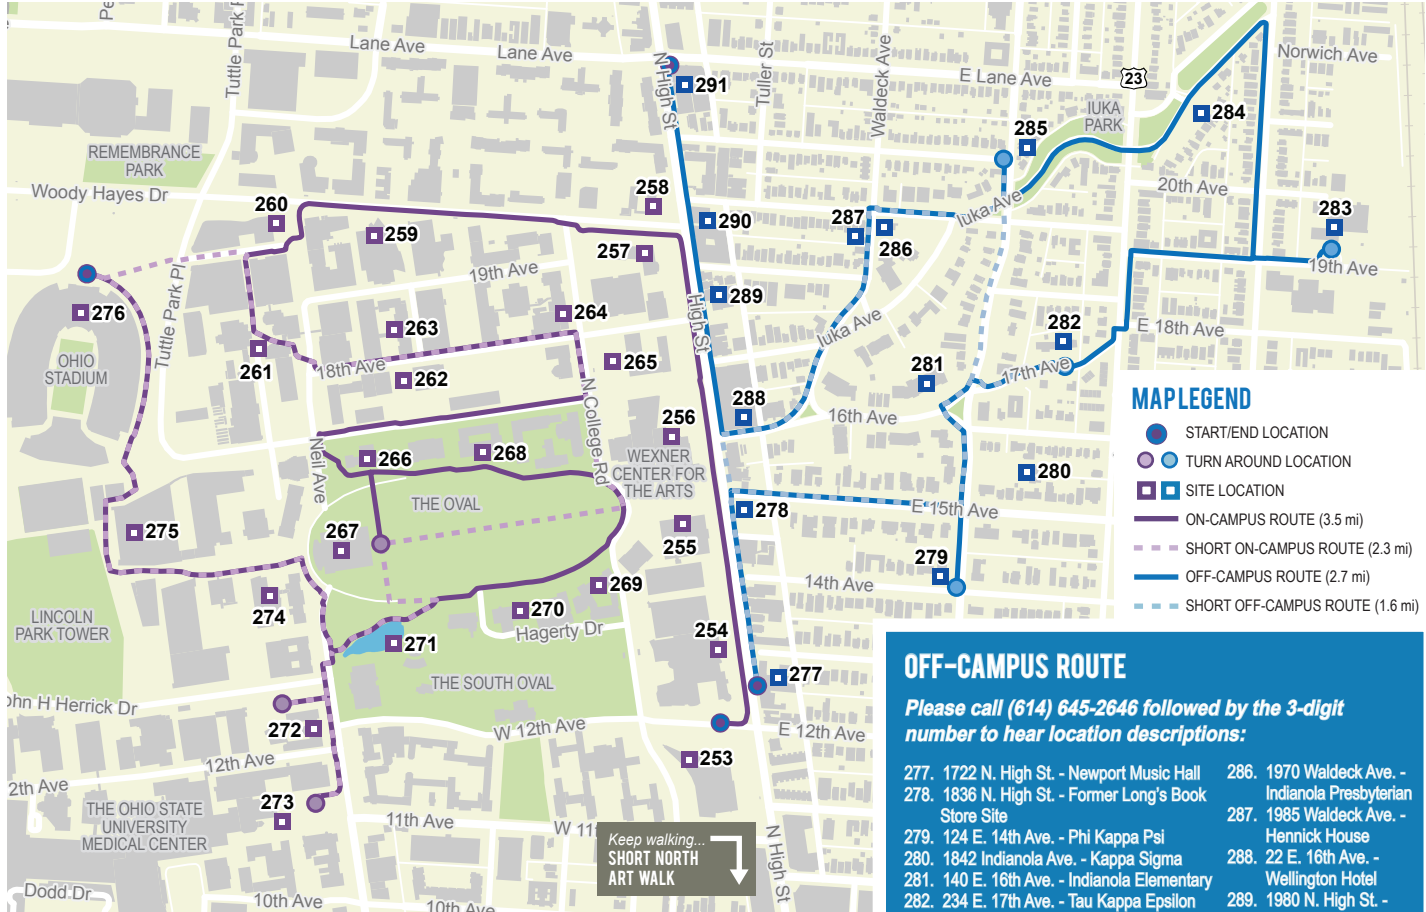 Pe
Tuttle Park P
Lane Ave
Lane Ave
N High St
Tuller St
Waldeck Ave
E Lane Ave
23
Norwich Ave
291
IUKA
PARK
284
285
REMEMBRANCE
PARK
Woody Hayes Dr
20th Ave
258
260
259
257
290
287
286
Iuka Ave
283
19th Ave
19th Ave
Tuttle Park Pl
276
289
High St
264
263
Iuka Ave
282
E 18th Ave
OHIO
STADIUM
261
18th Ave
262
265
281
17th Ave
N College Rd
288
16th Ave
256
Neil Ave
266
268
WEXNER
CENTER FOR
THE ARTS
280
THE OVAL
278
E 15th Ave
275
267
255
279
14th Ave
274
269
270
Hagerty Dr
LINCOLN
PARK TOWER
271
254
277
THE SOUTH OVAL
ohn H Herrick Dr
272
W 12th Ave
E 12th Ave
253
12th Ave
2th Ave
273
THE OHIO STATE
UNIVERSITY
MEDICAL CENTER
11th Ave
W 11
N High St
Dodd Dr
10th Ave
10th Ave
Keep walking...
SHORT NORTH
ART WALK
MAP LEGEND
START/END LOCATION
TURN AROUND LOCATION
SITE LOCATION
ON-CAMPUS ROUTE (3.5 mi)
SHORT ON-CAMPUS ROUTE (2.3 mi)
OFF-CAMPUS ROUTE (2.7 mi)
SHORT OFF-CAMPUS ROUTE (1.6 mi)
OFF-CAMPUS ROUTE
Please call (614) 645-2646 followed by the 3-digit
number to hear location descriptions:
277. 1722 N. High St. - Newport Music Hall
278. 1836 N. High St. - Former Long's Book
Store Site
279. 124 E. 14th Ave. - Phi Kappa Psi
280. 1842 Indianola Ave. - Kappa Sigma
281. 140 E. 16th Ave. - Indianola Elementary
282. 234 E. 17th Ave. - Tau Kappa Epsilon
286. 1970 Waldeck Ave. -
Indianola Presbyterian
287. 1985 Waldeck Ave. -
Hennick House
288. 22 E. 16th Ave. -
Wellington Hotel
289. 1980 N. High St. -